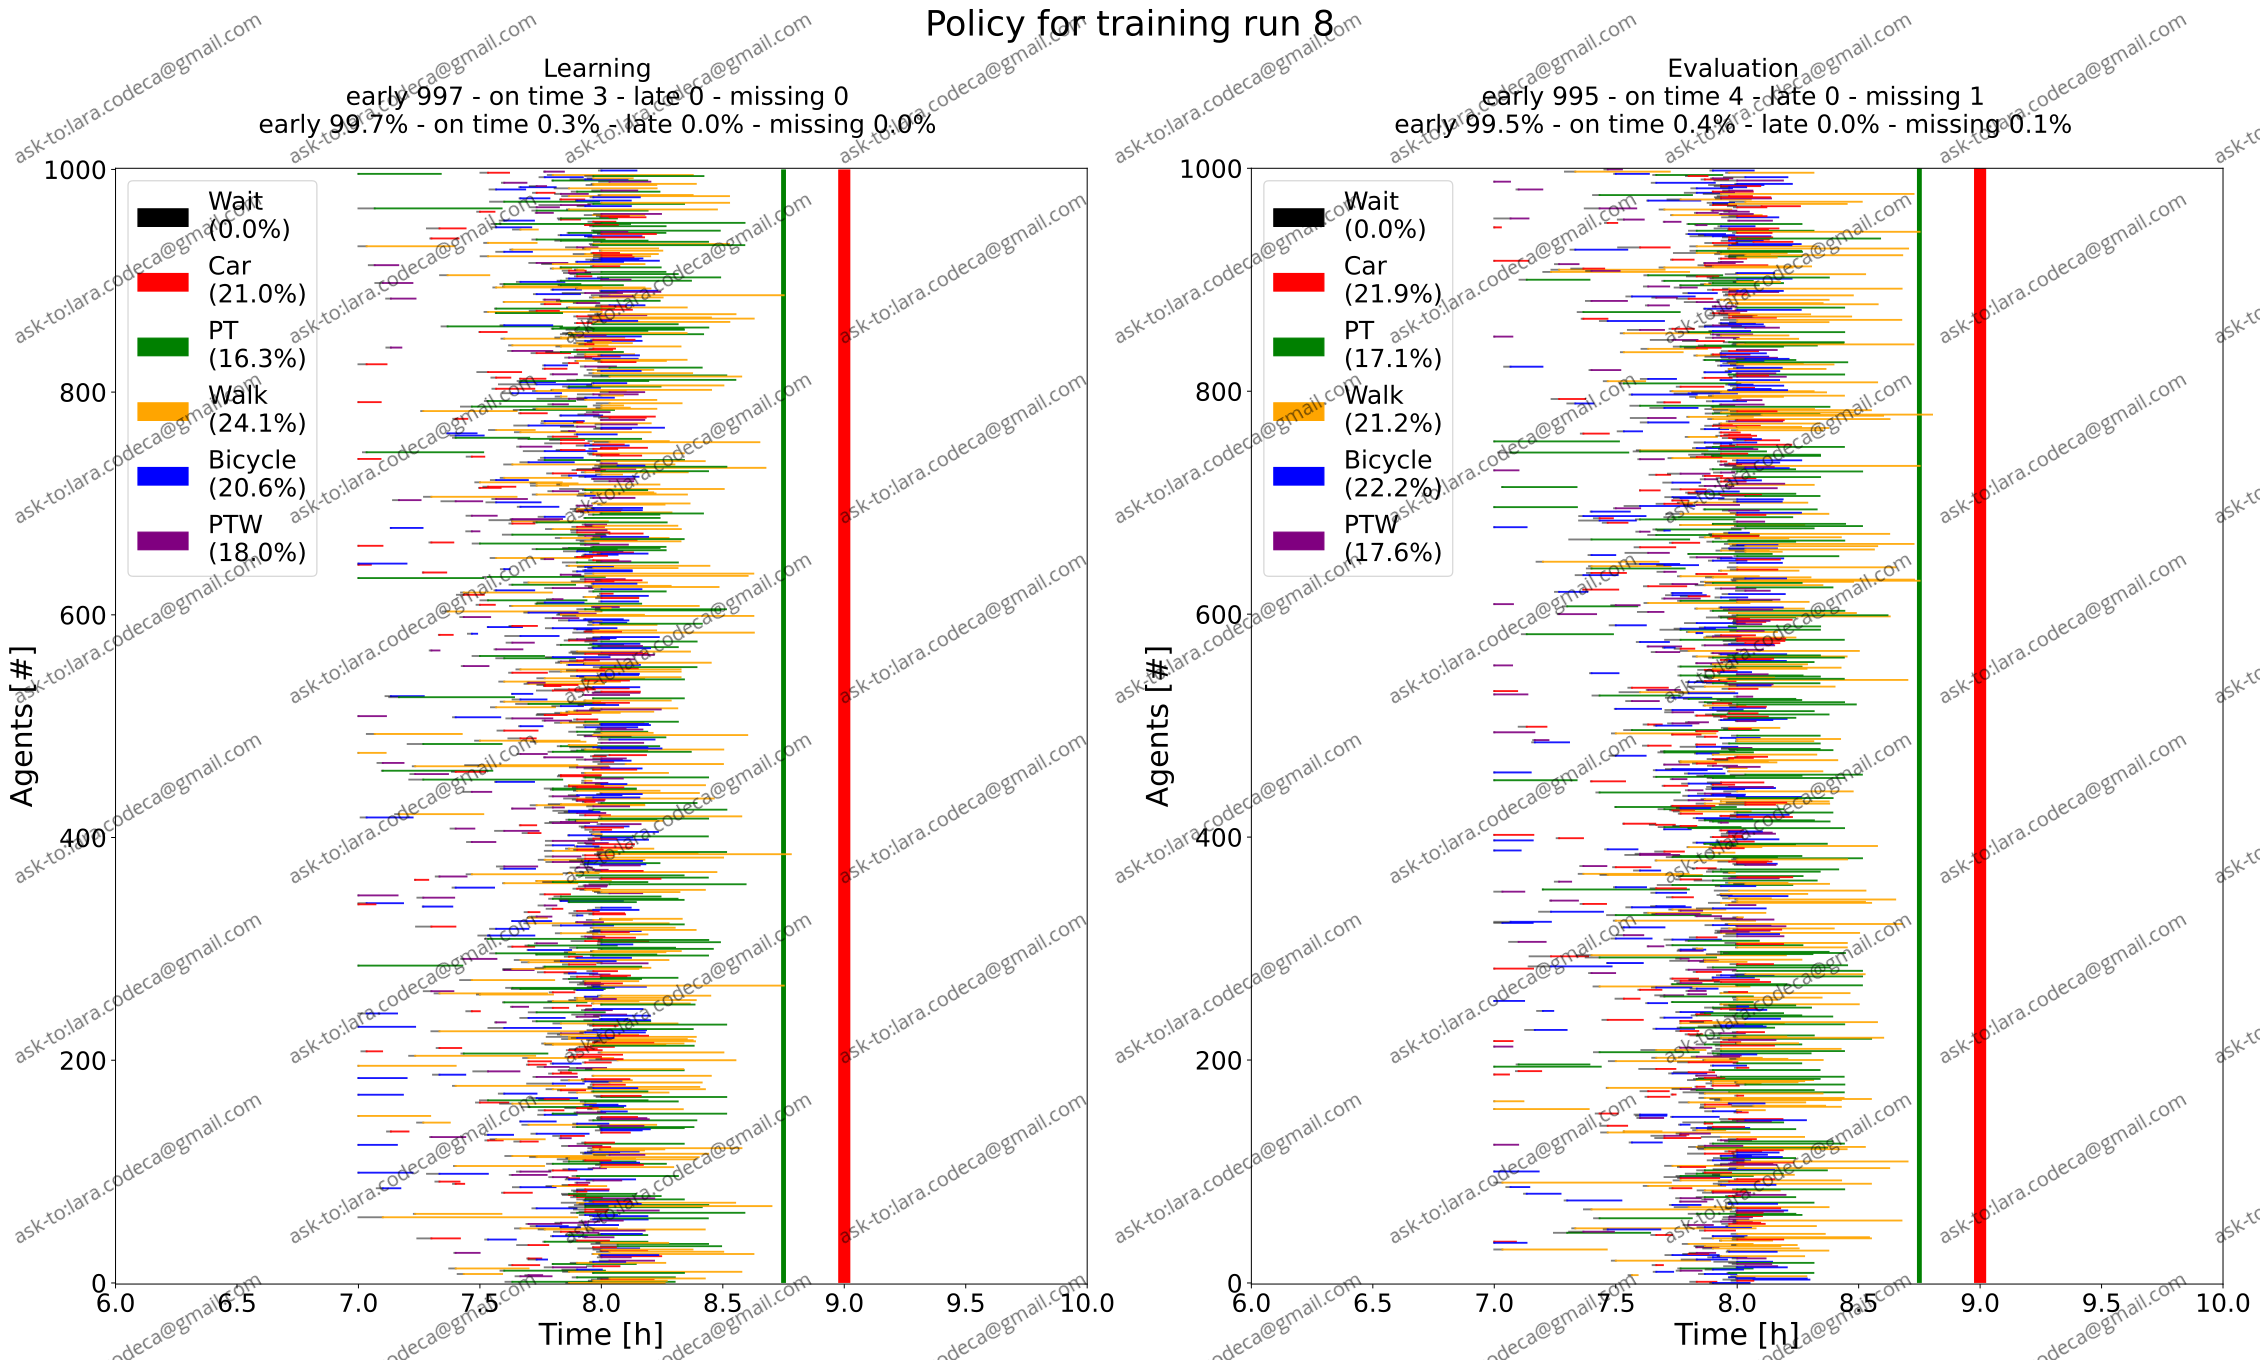 Policy for training run 8
Learning
early 997 - on time 3 - late 0 - missing 0
early 99.7% - on time 0.3% - late 0.0% - missing 0.0%
1000
800
600
400
200
0
Agents [#]
Wait
(0.0%)
Car
(21.0%)
PT
(16.3%)
Walk
(24.1%)
Bicycle
(20.6%)
PTW
(18.0%)
6.0 6.5 7.0 7.5 8.0 8.5 9.0 9.5 10.0
Time [h]
Evaluation
early 995 - on time 4 - late 0 - missing 1
early 99.5% - on time 0.4% - late 0.0% - missing 0.1%
1000
800
600
400
200
0
Agents [#]
Wait
(0.0%)
Car
(21.9%)
PT
(17.1%)
Walk
(21.2%)
Bicycle
(22.2%)
PTW
(17.6%)
6.0 6.5 7.0 7.5 8.0 8.5 9.0 9.5 10.0
Time [h]
ask-to:lara.codeca@gmail.com